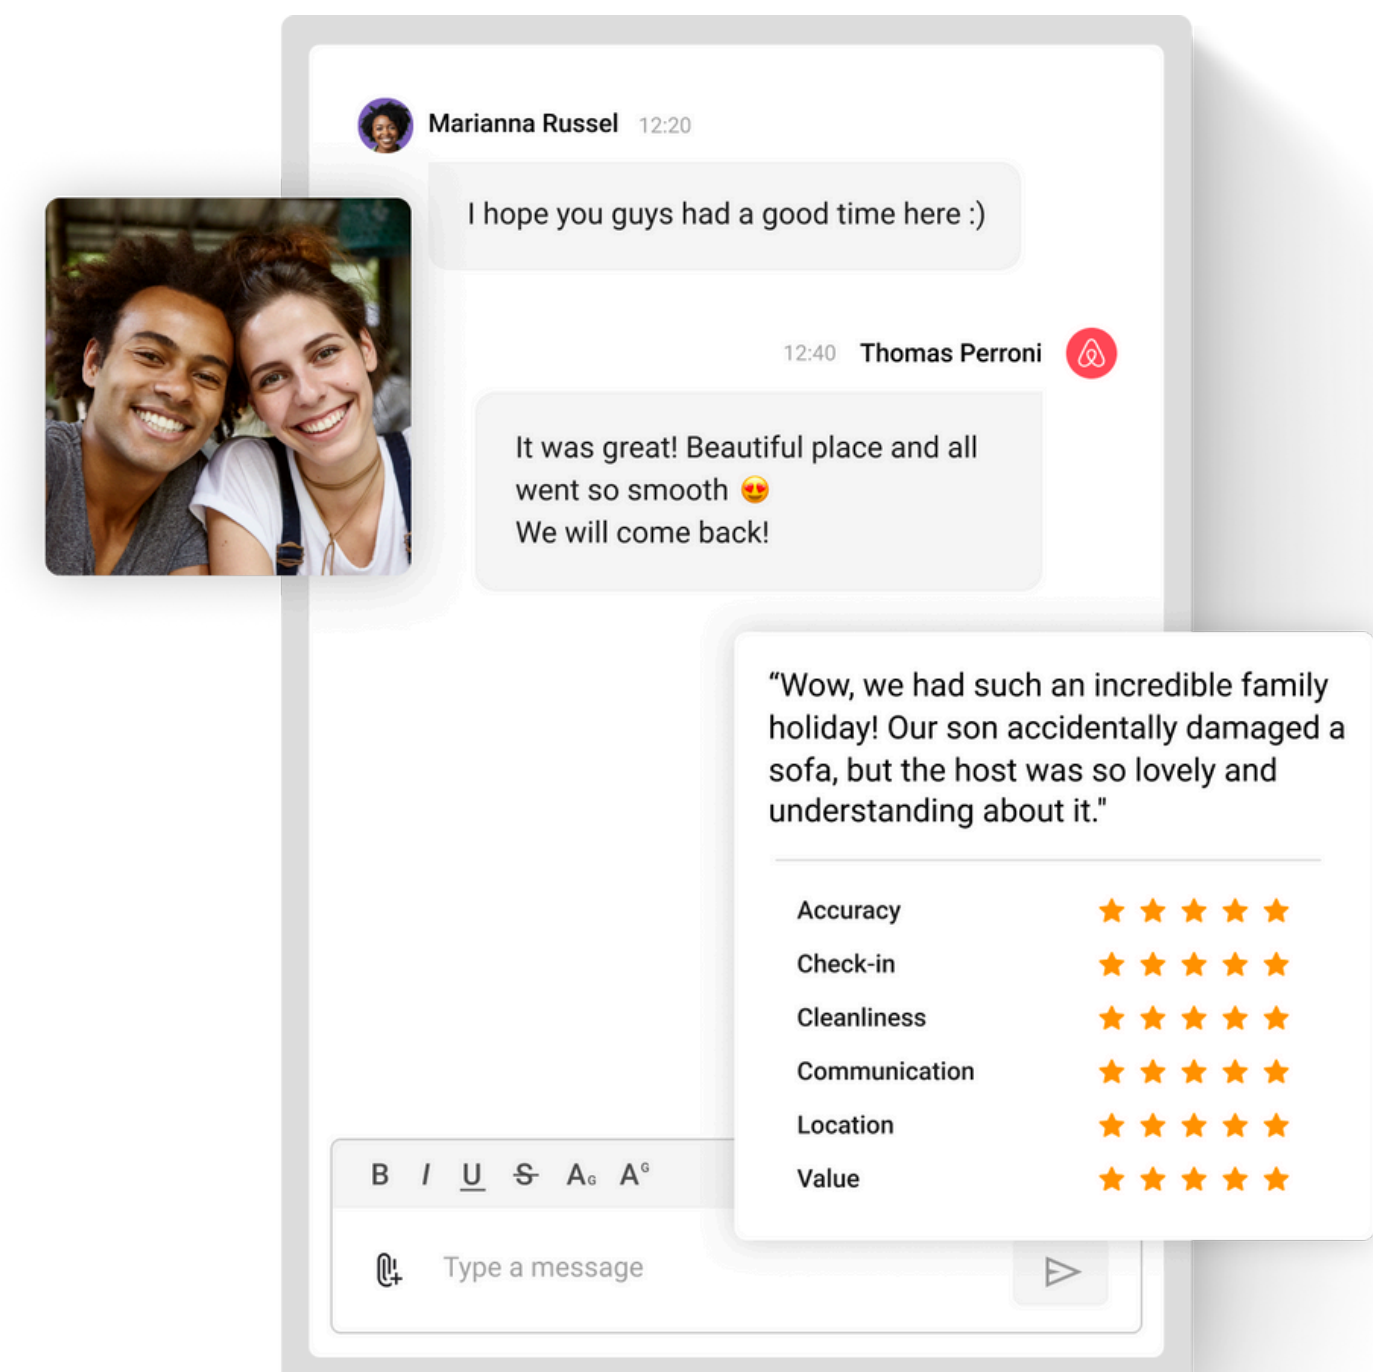 Marianna Russel 12:20
I hope you guys had a good time here :)
12:40 Thomas Perroni
It was great! Beautiful place and all
went so smooth 😍
We will come back!
“Wow, we had such an incredible family
holiday! Our son accidentally damaged a
sofa, but the host was so lovely and
understanding about it."
Accuracy
Check-in
Cleanliness
Communication
Location
Value
B I U S AG AG
Type a message